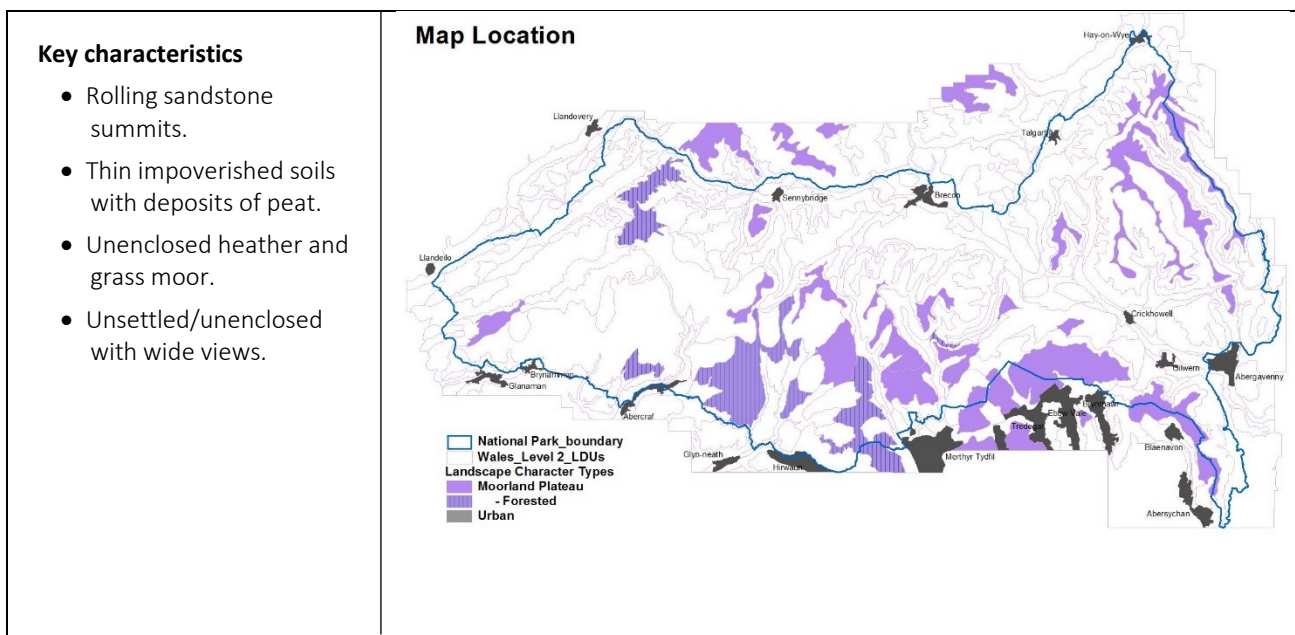 Key characteristics
• Rolling sandstone
summits.
• Thin impoverished soils
with deposits of peat.
• Unenclosed heather and
grass moor.
• Unsettled/unenclosed
with wide views.
Map Location
Hay-on-Wye
Llandovery
Talgarth
Sennybridge
Brecon
Llandeilo
Crickhowell
Gilwern
Abergavenny
Brynamman
Glanaman
Abercraf
Ebbw Vale
Brynmawr
Tredegar
Blaenavon
Glyn-neath
Hirwaun
Merthyr Tydfil
Abersychan
National Park_boundary
Wales_Level 2_LDUs
Landscape Character Types
Moorland Plateau
- Forested
Urban